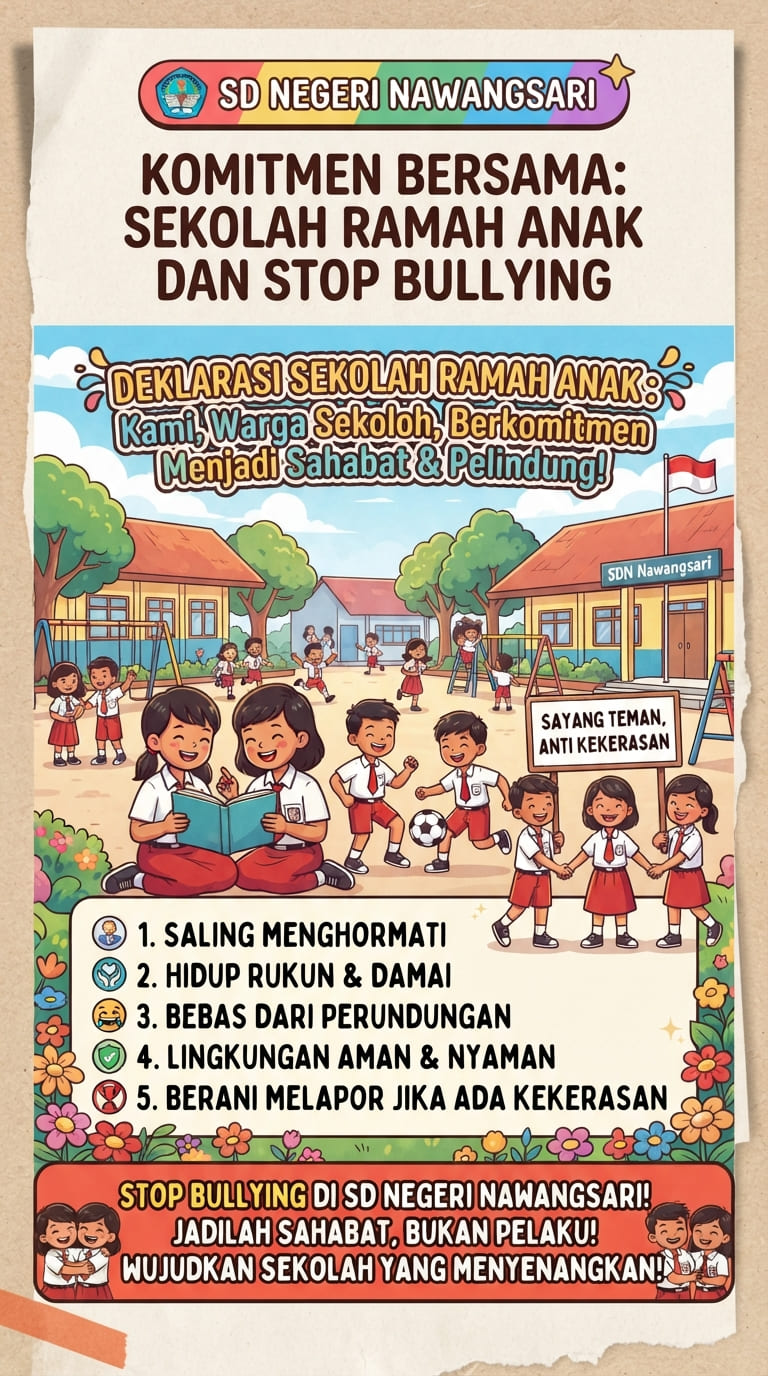 SD NEGERI NAWANGSARI
KOMITMEN BERSAMA:
SEKOLAH RAMAH ANAK
DAN STOP BULLYING
DEKLARASI SEKOLAH RAMAH ANAK:
Kami, Warga Sekoloh, Berkomitmen
Menjadi Sahabat & Pelindung!
SDN Nawangsari
SAYANG TEMAN,
ANTI KEKERASAN
1. SALING MENGHORMATI
2. HIDUP RUKUN & DAMAI
3. BEBAS DARI PERUNDUNGAN
4. LINGKUNGAN AMAN & NYAMAN
5. BERANI MELAPOR JIKA ADA KEKERASAN
STOP BULLYING DI SD NEGERI NAWANGSARI!
JADILAH SAHABAT, BUKAN PELAKU!
WUJUDKAN SEKOLAH YANG MENYENANGKAN!